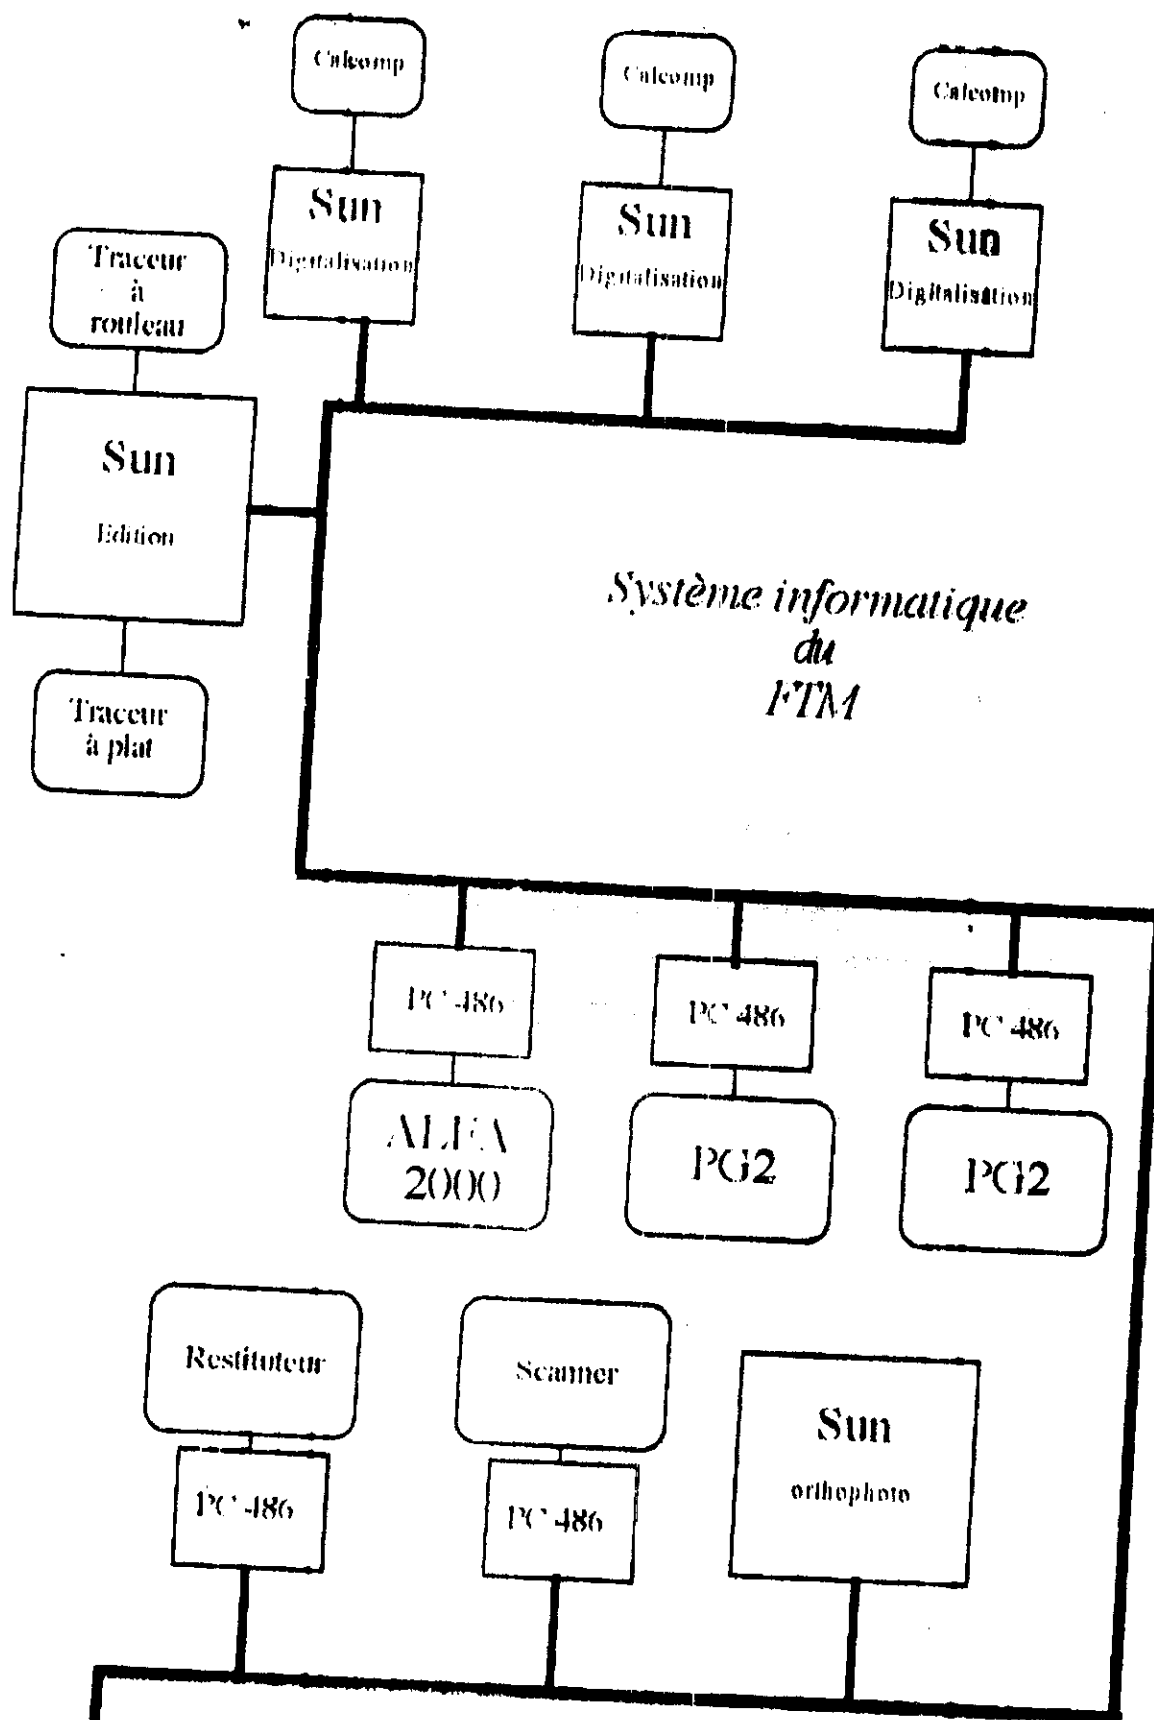 Calcomp
Calcomp
Calcomp
Sun
Digitalisation
Sun
Digitalisation
Sun
Digitalisation
Traceur
à
rouleau
Sun
Edition
Traceur
à plat
Système informatique
du
FTM
PC 486
PC 486
PC 486
ALFA
2000
PG2
PG2
Restituteur
Scanner
Sun
orthophoto
PC 486
PC 486